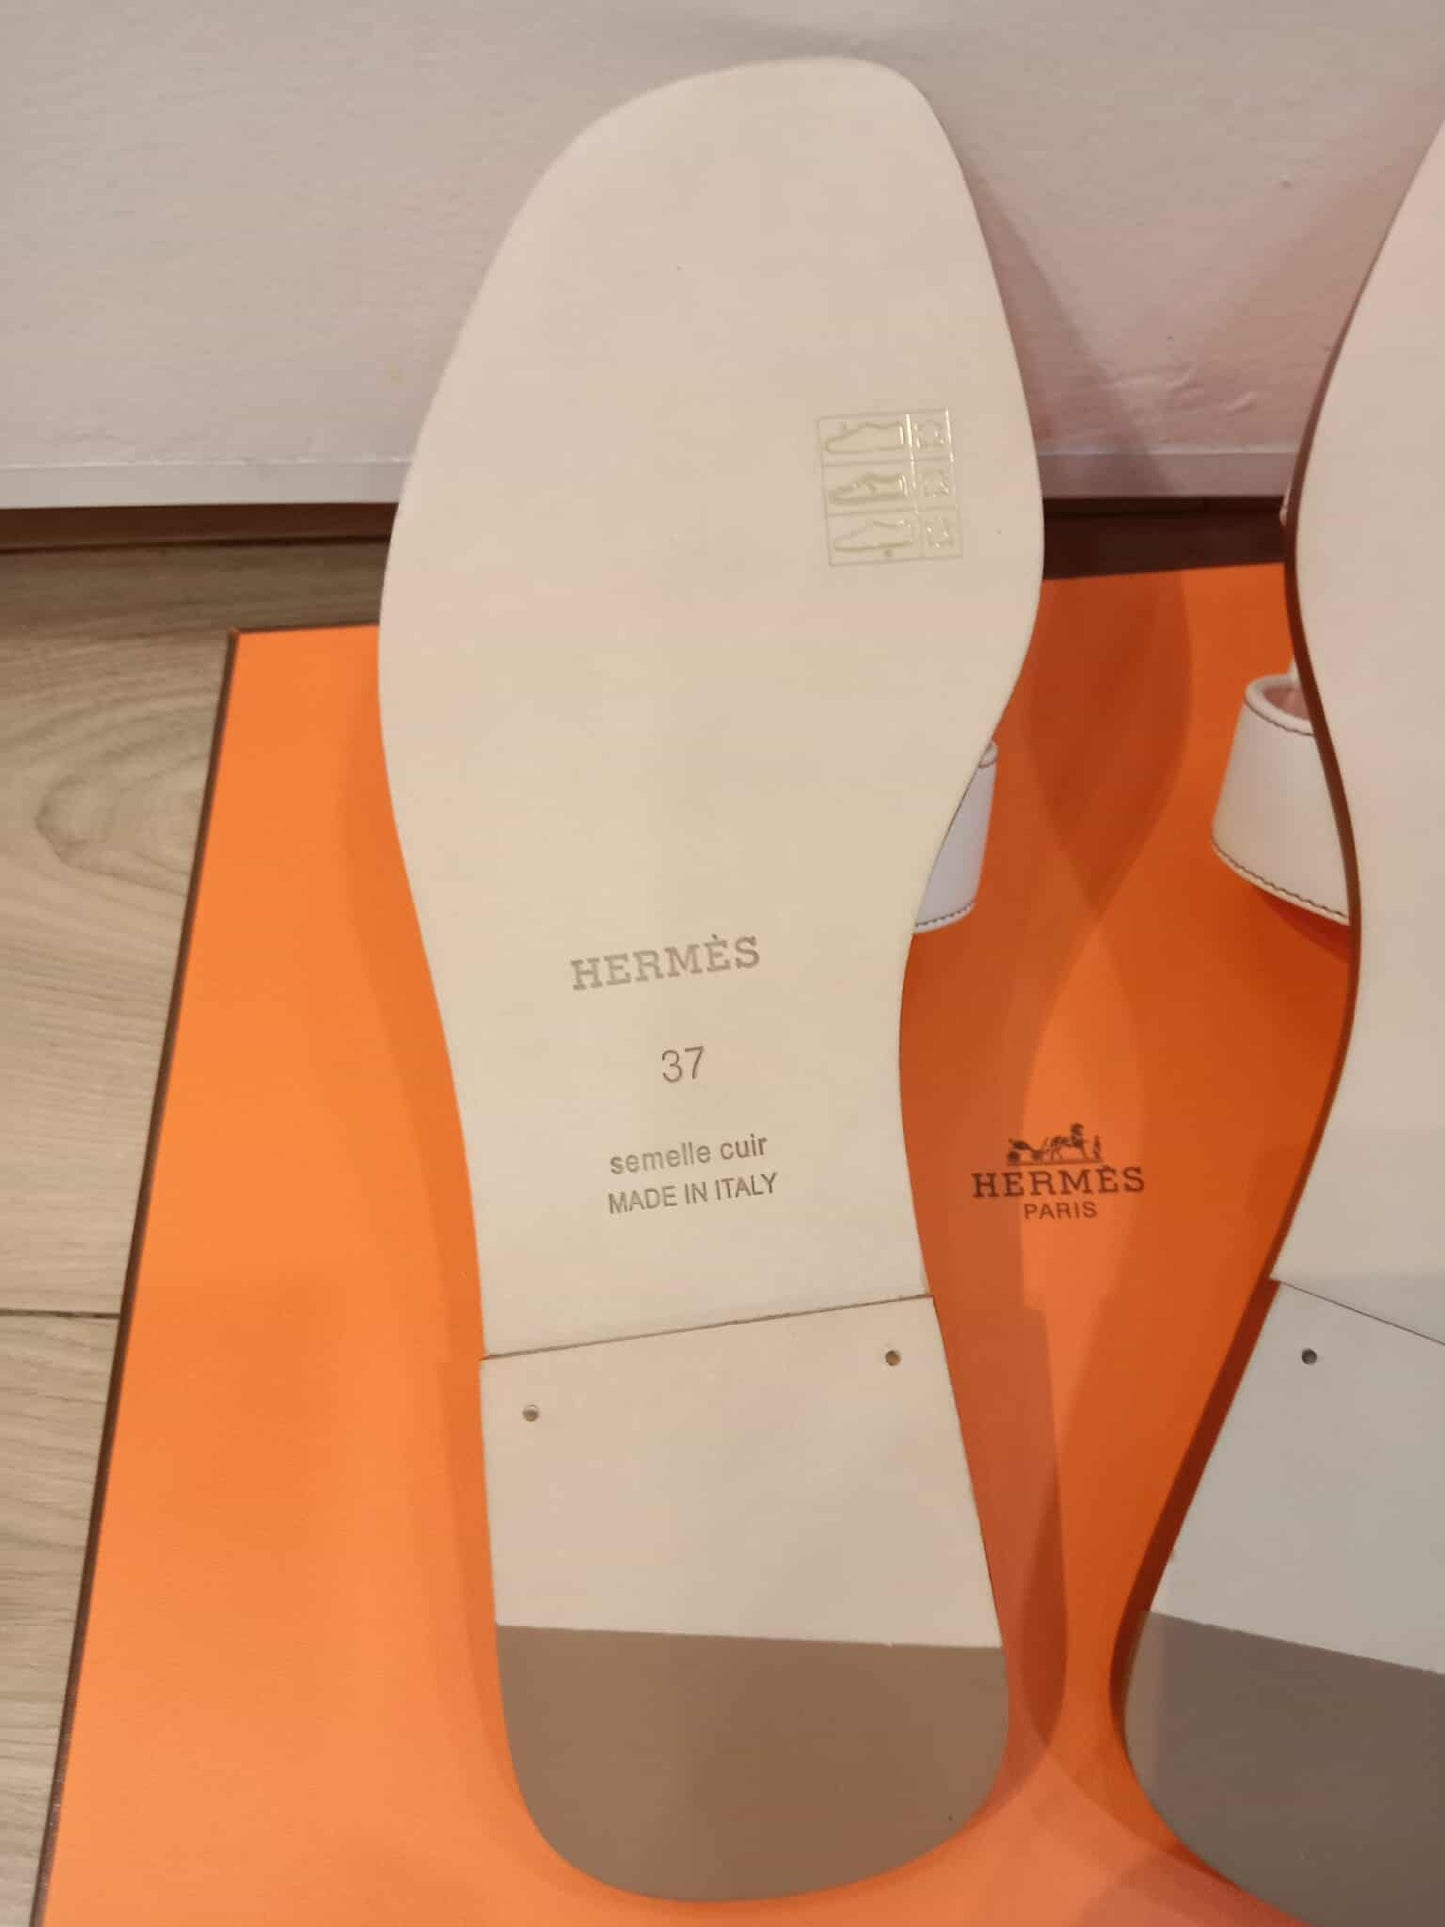 HERMÈS
37
semelle cuir
MADE IN ITALY
HERMÈS
PARIS